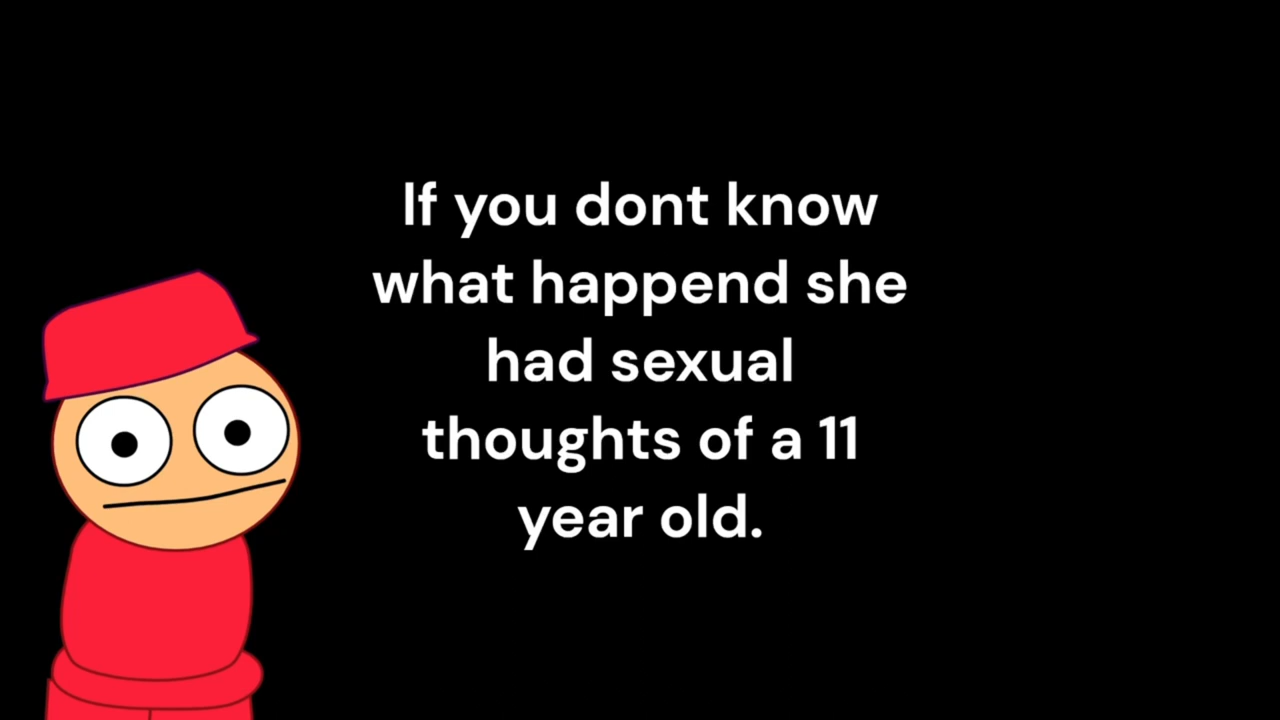 If you dont know
what happend she
had sexual
thoughts of a 11
year old.